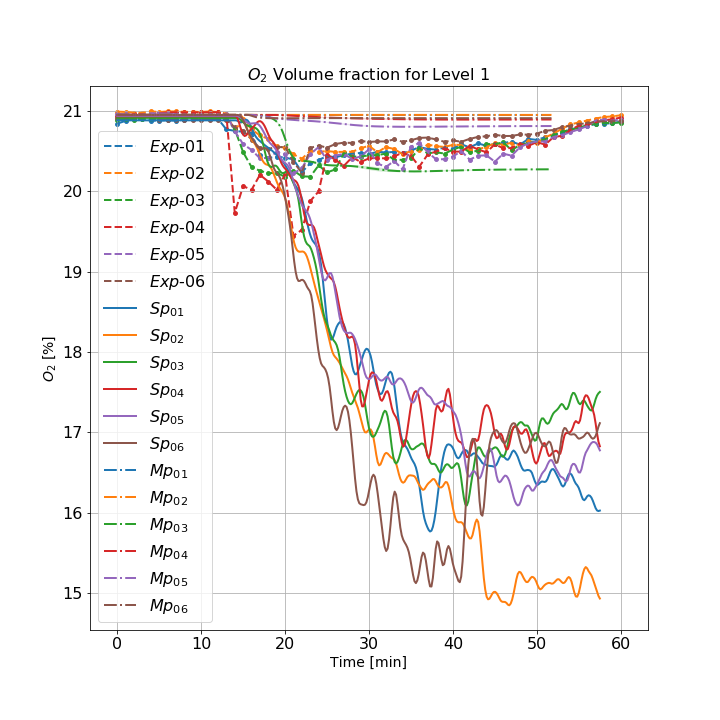 O₂ Volume fraction for Level 1
21
20
19
18
17
16
15
O₂ [%]
Exp-01
Exp-02
Exp-03
Exp-04
Exp-05
Exp-06
Sp₀₁
Sp₀₂
Sp₀₃
Sp₀₄
Sp₀₅
Sp₀₆
Mp₀₁
Mp₀₂
Mp₀₃
Mp₀₄
Mp₀₅
Mp₀₆
0 10 20 30 40 50 60
Time [min]